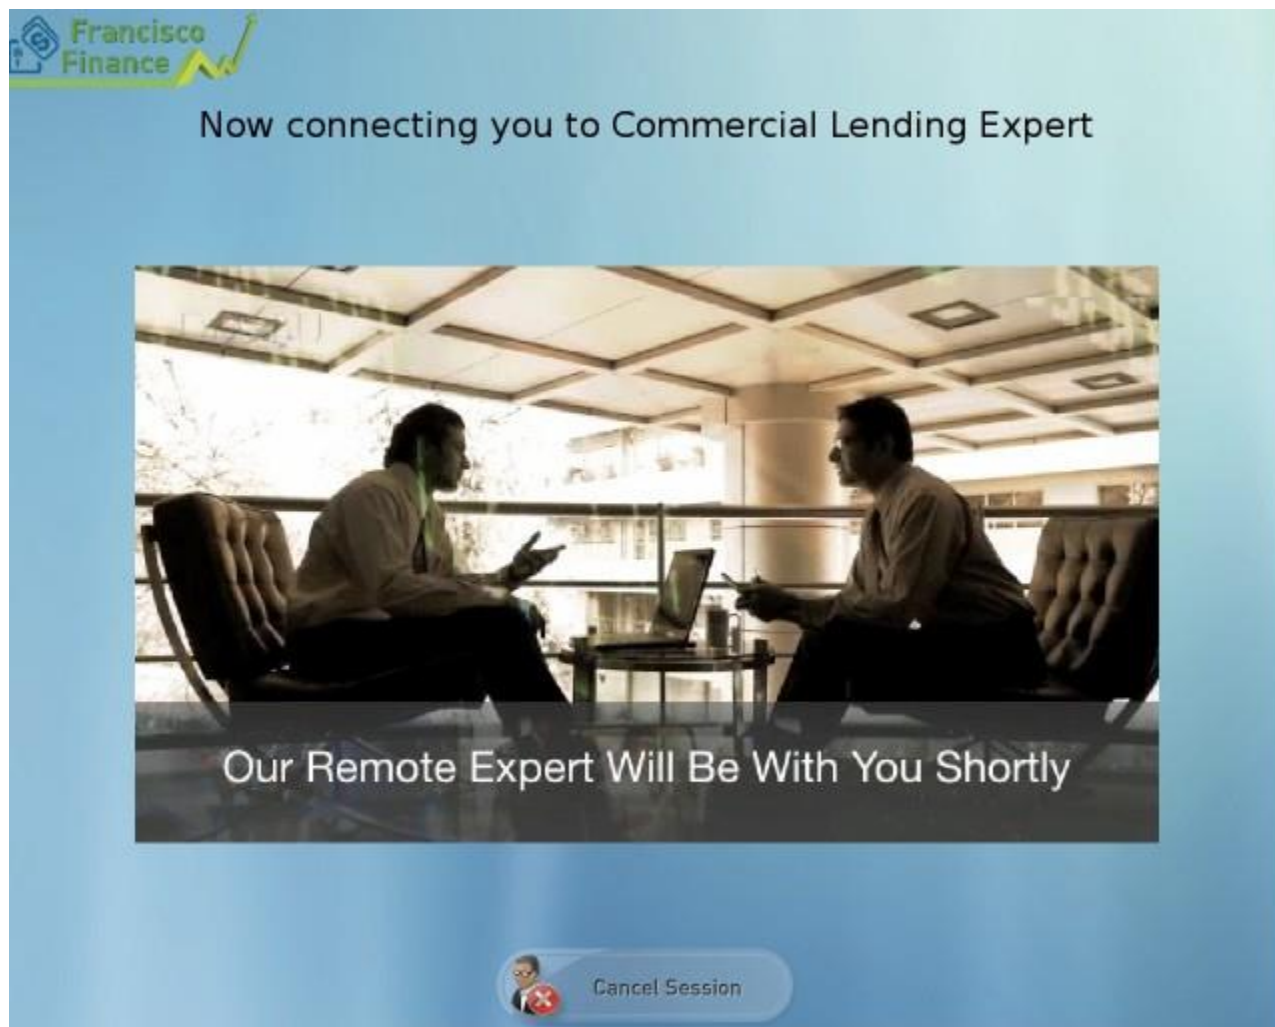 Francisco
Finance
Now connecting you to Commercial Lending Expert
Our Remote Expert Will Be With You Shortly
Cancel Session